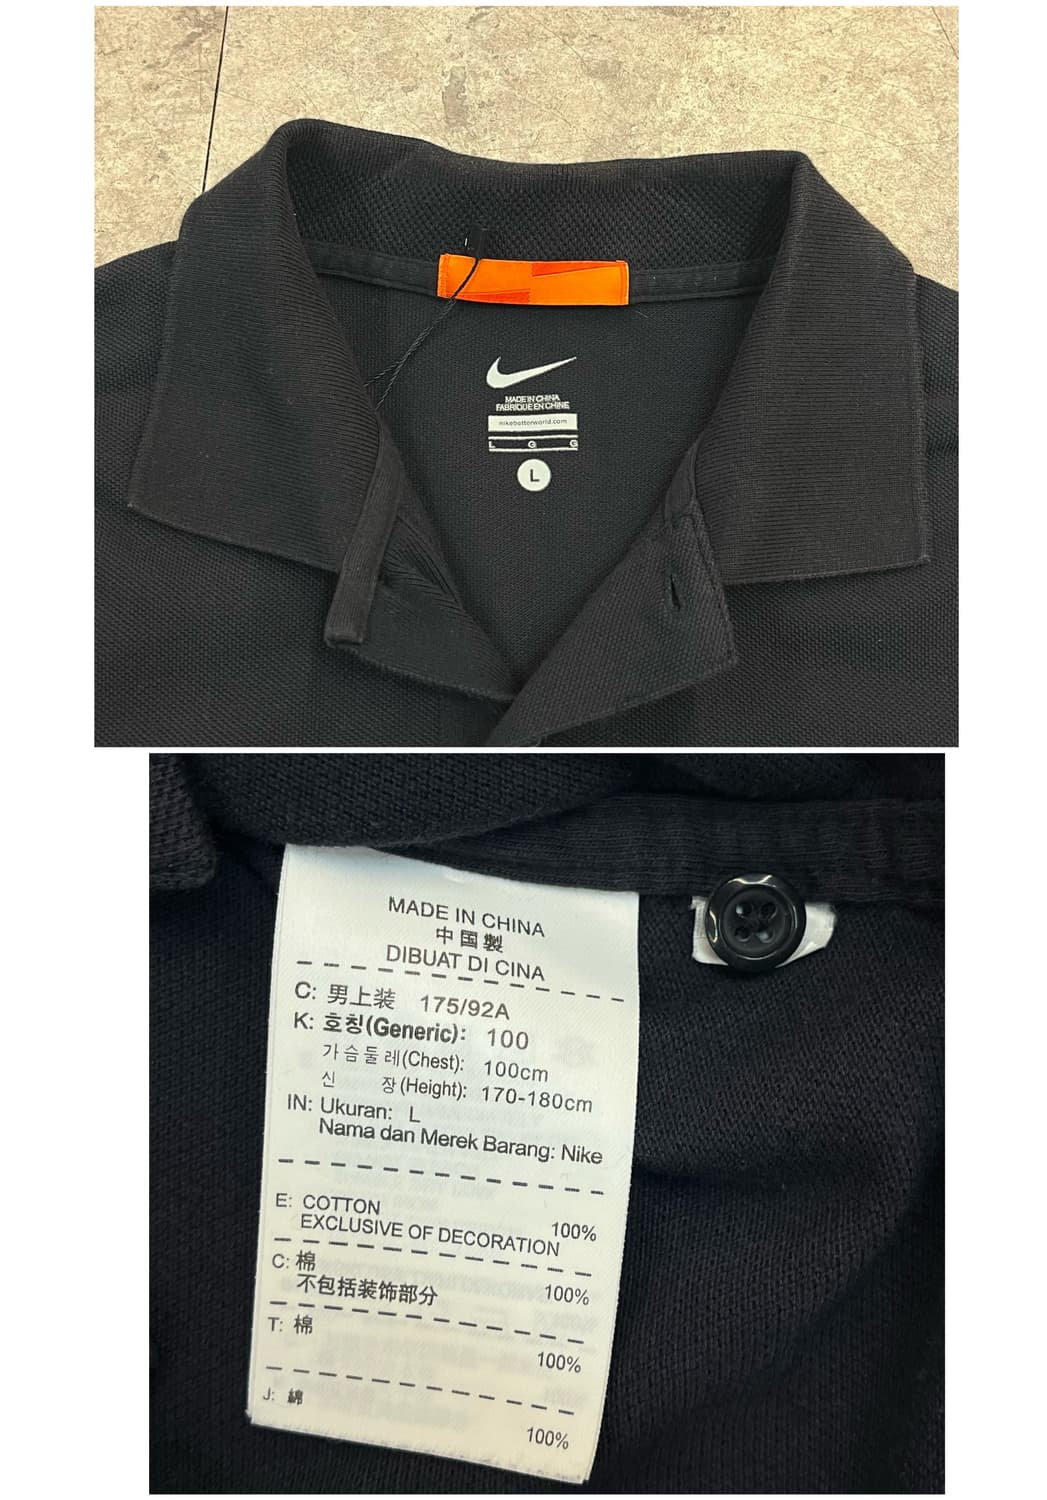 MADE IN CHINA
FABRIQUE EN CHINE
nikebetterworld.com
L G G
L
MADE IN CHINA
中国製
DIBUAT DI CINA
C: 男上装 175/92A
K: 호칭(Generic): 100
가슴둘레(Chest): 100cm
신 장(Height): 170-180cm
IN: Ukuran: L
Nama dan Merek Barang: Nike
E: COTTON 100%
EXCLUSIVE OF DECORATION
C: 棉 100%
不包括装饰部分
T: 棉 100%
J: 綿 100%